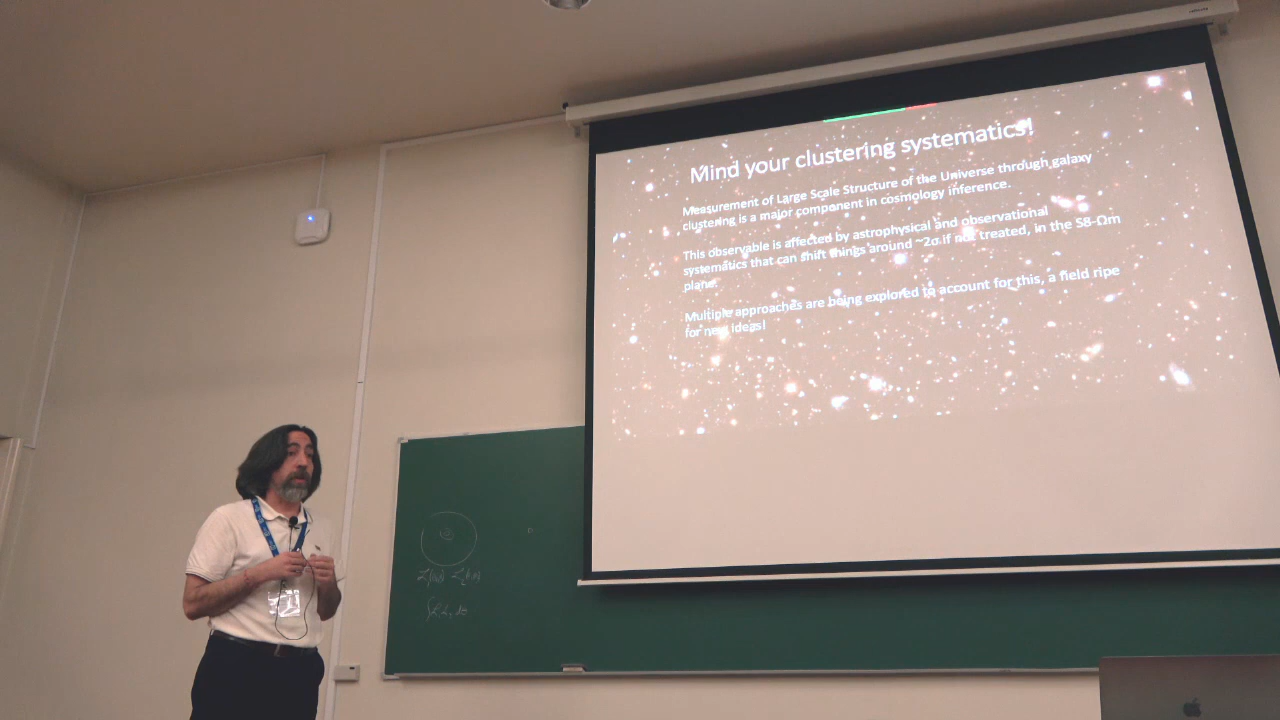 Mind your clustering systematics!
Measurement of Large Scale Structure of the Universe through galaxy
clustering is a major component in cosmology inference.
This observable is affected by astrophysical and observational
systematics that can shift things around ~2σ if not treated, in the S8-Ωm
plane.
Multiple approaches are being explored to account for this, a field ripe
for new ideas!